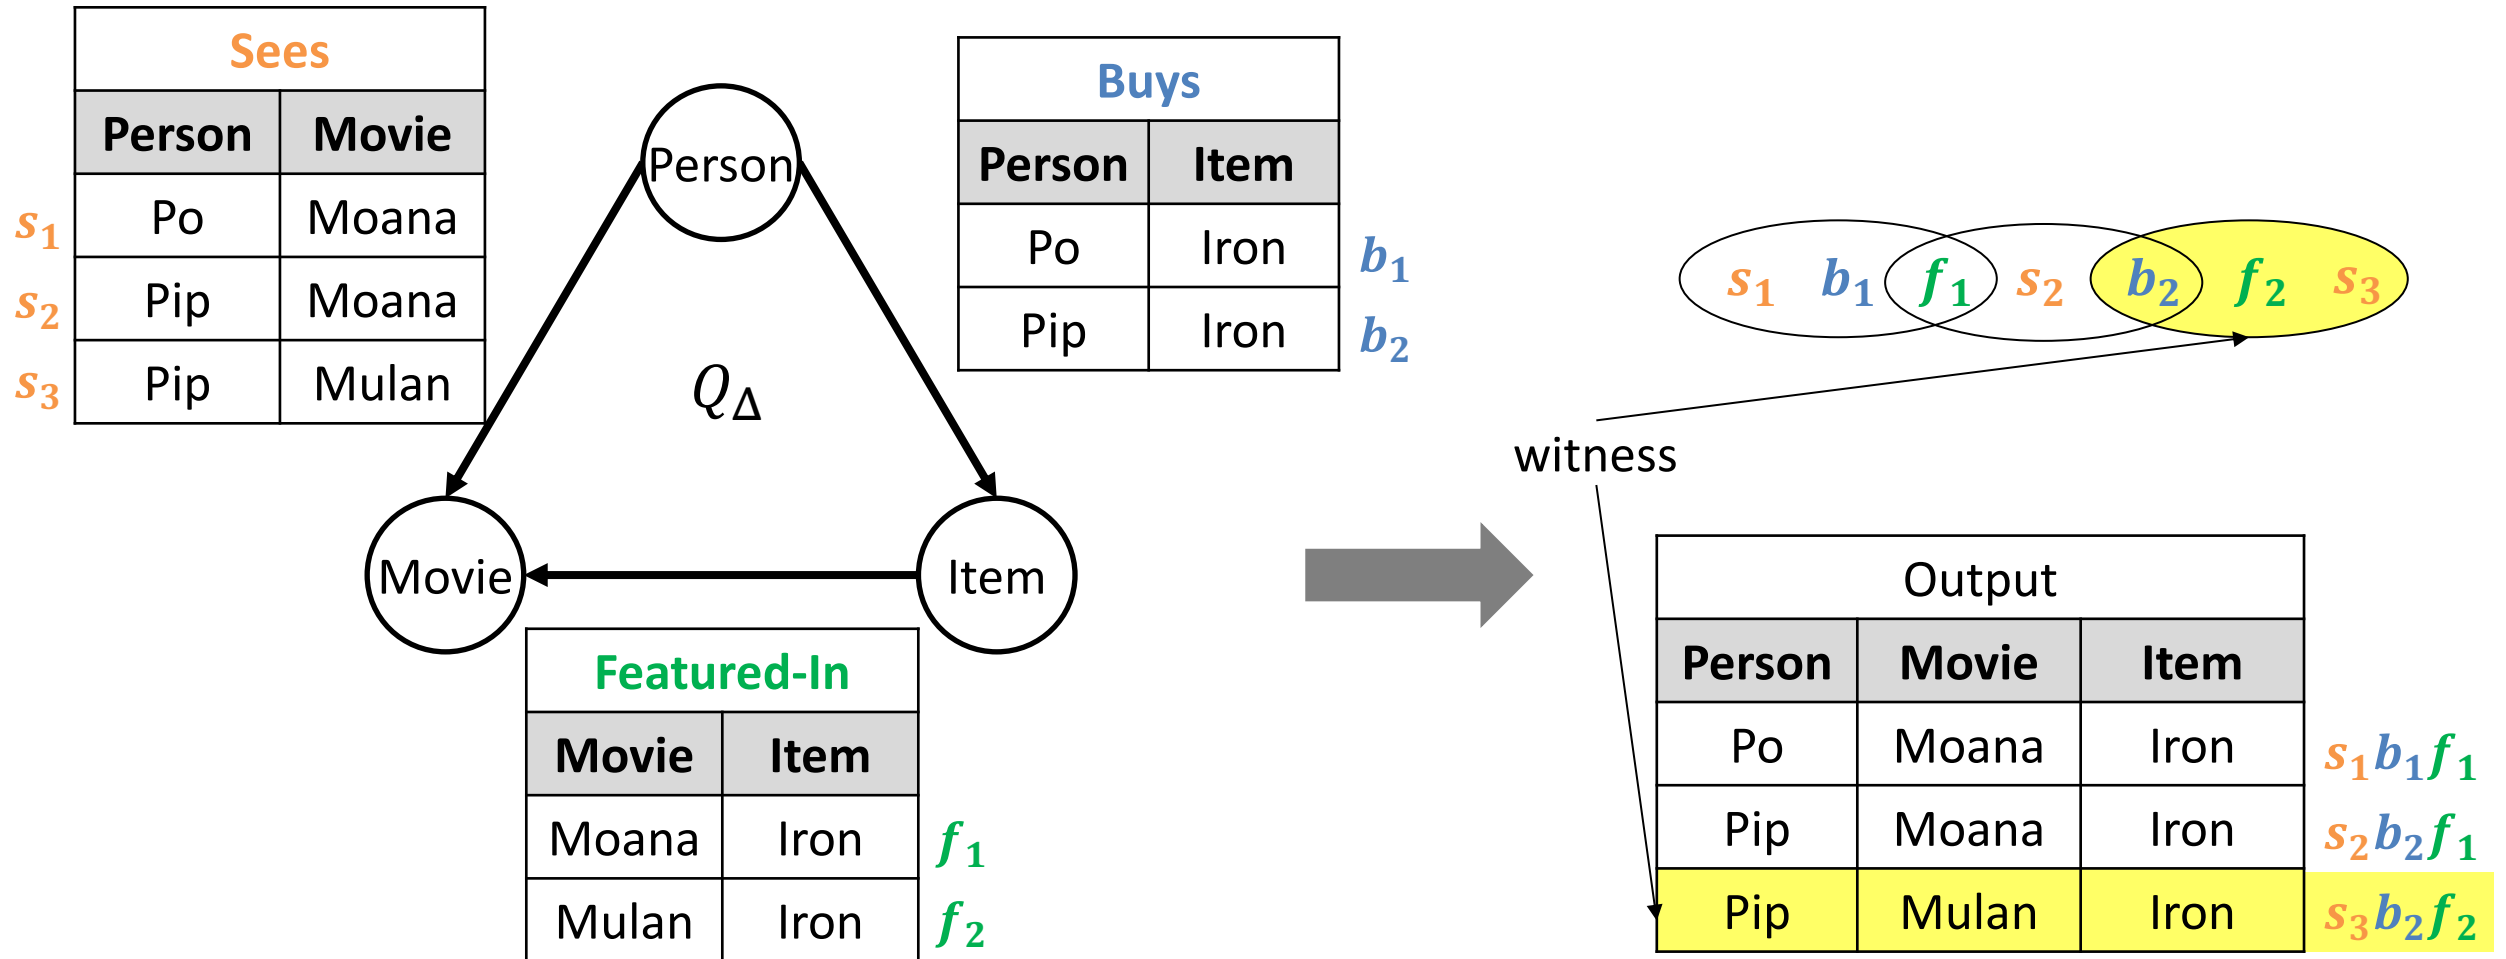 Sees
Person Movie
s₁ Po Moana
s₂ Pip Moana
s₃ Pip Mulan
Person
Q_Δ
Movie
Item
Buys
Person Item
Po Iron b₁
Pip Iron b₂
Featured-In
Movie Item
Moana Iron f₁
Mulan Iron f₂
s₁ b₁ f₁ s₂ b₂ f₂ s₃
witness
Output
Person Movie Item
Po Moana Iron s₁b₁f₁
Pip Moana Iron s₂b₂f₁
Pip Mulan Iron s₃b₂f₂